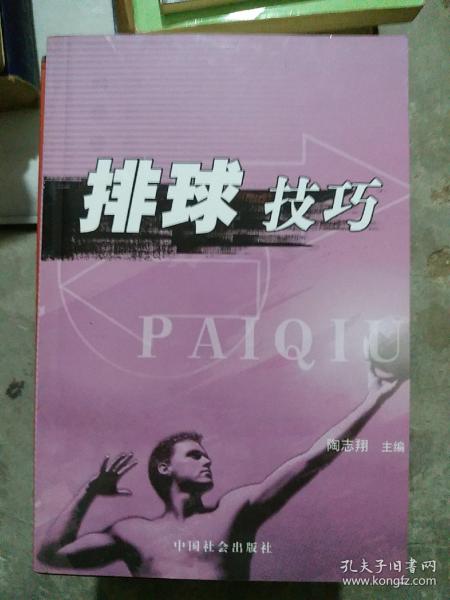 排球 技巧
PAIQIU
陶志翔 主编
中国社会出版社
孔夫子旧书网
www.kongfz.com